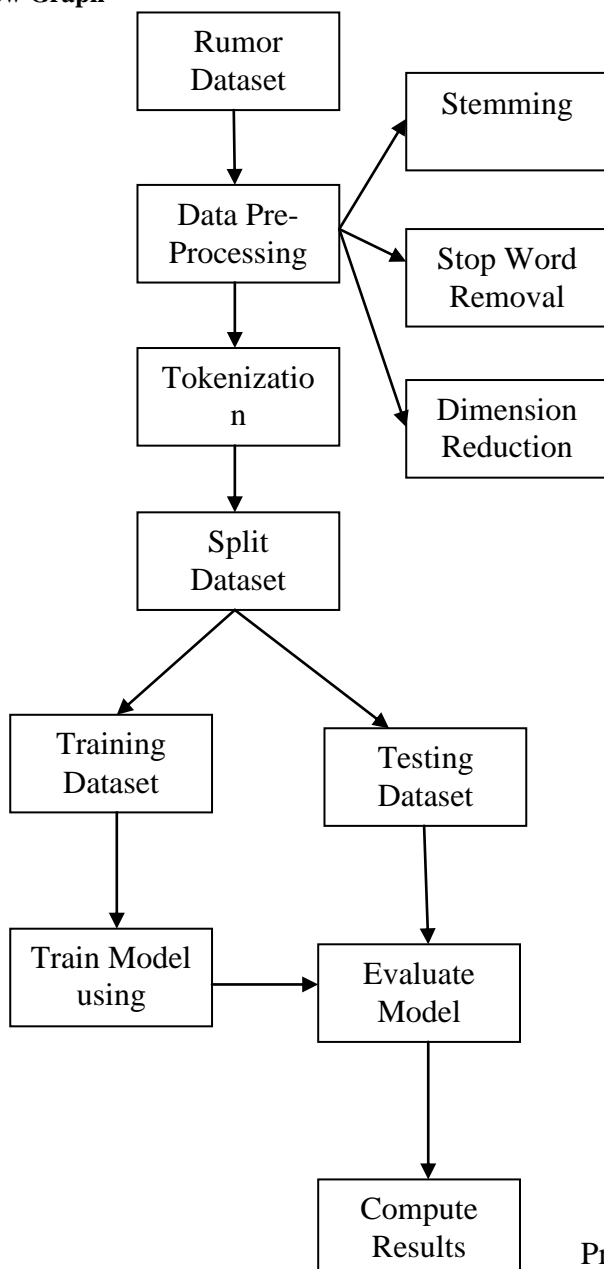 Graph
Rumor
Dataset
Stemming
Data Pre-
Processing
Stop Word
Removal
Tokenizatio
n
Dimension
Reduction
Split
Dataset
Training
Dataset
Testing
Dataset
Train Model
using
Evaluate
Model
Compute
Results
Pr